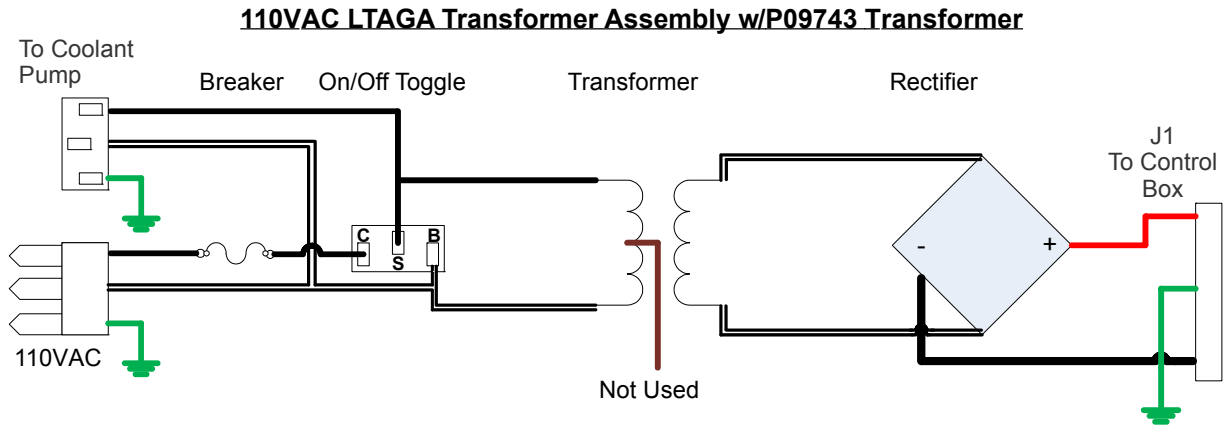 110VAC LTAGA Transformer Assembly w/P09743 Transformer
To Coolant
Pump
Breaker
On/Off Toggle
Transformer
Rectifier
J1
To Control
Box
C
S
B
-
+
110VAC
Not Used